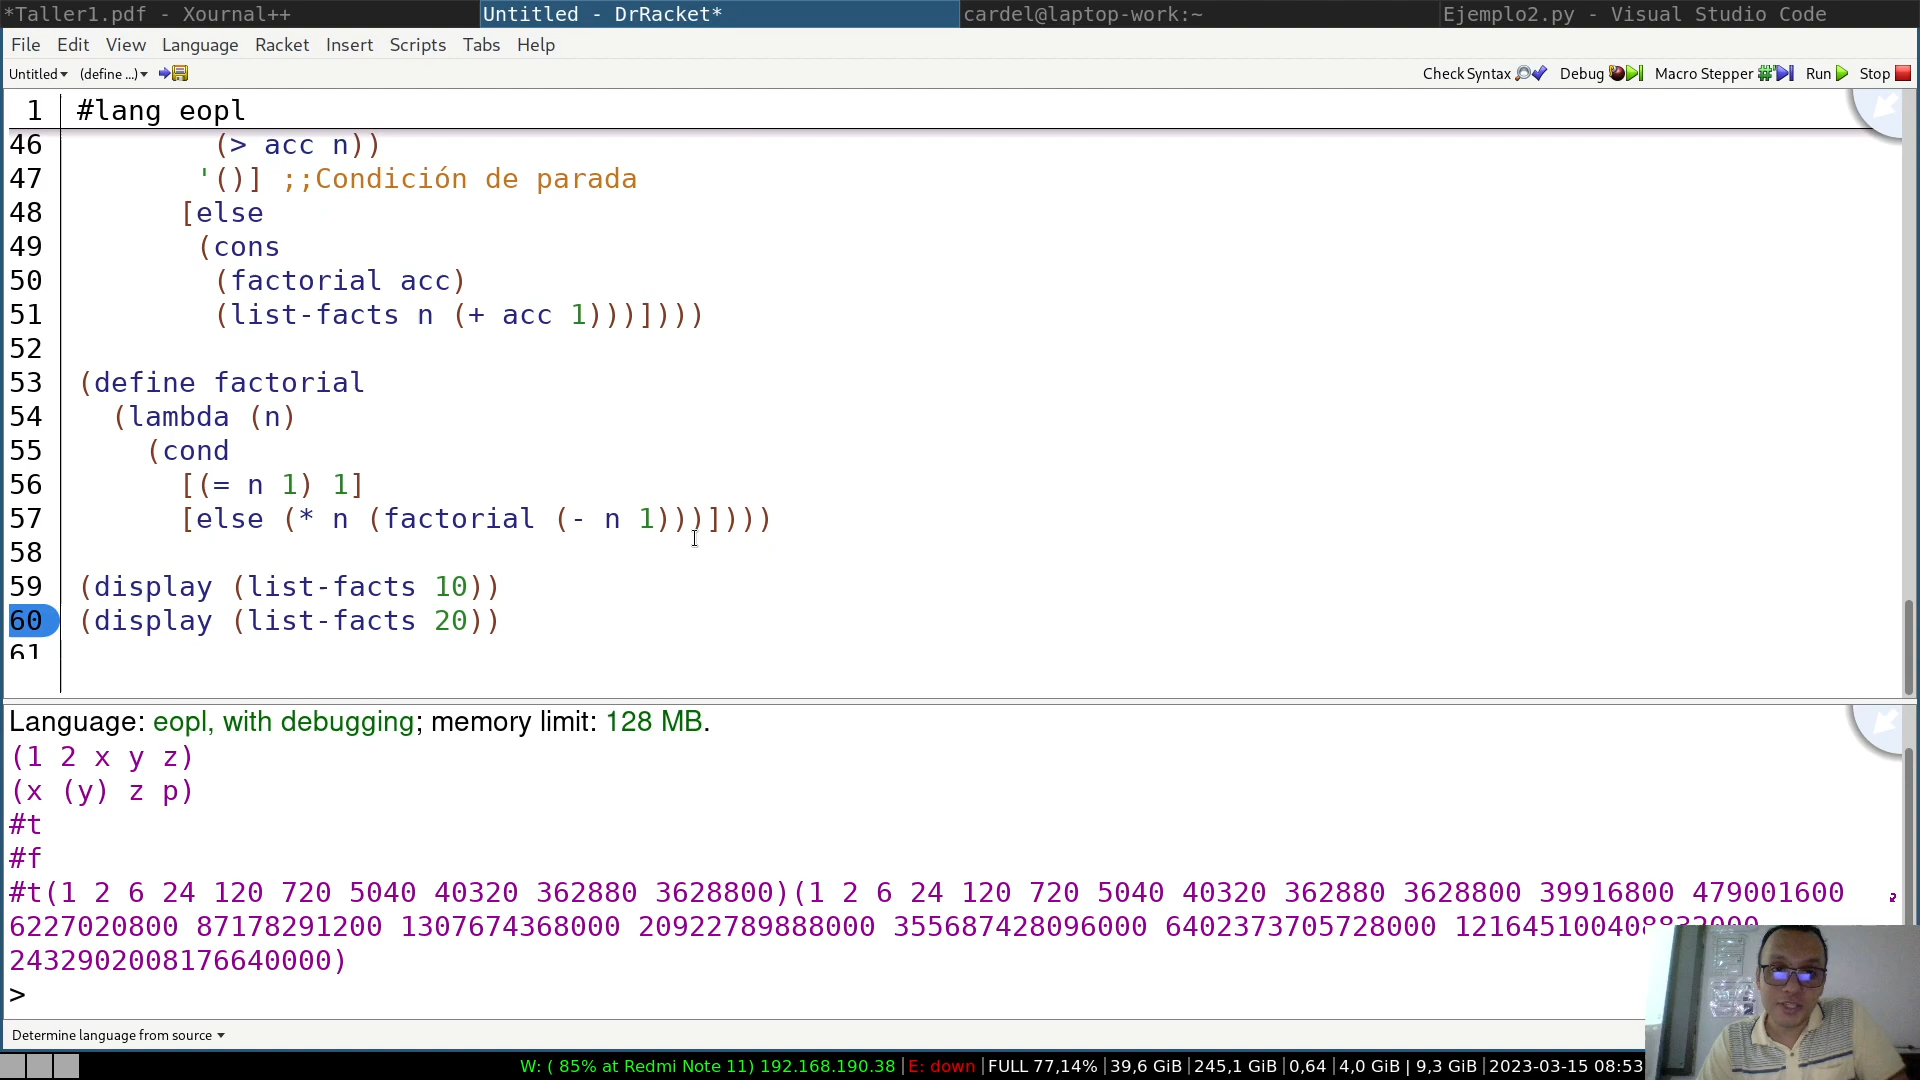 *Taller1.pdf - Xournal++ Untitled - DrRacket* cardel@laptop-work:~ Ejemplo2.py - Visual Studio Code
File Edit View Language Racket Insert Scripts Tabs Help
Untitled (define ...) Check Syntax Debug Macro Stepper Run Stop
1 #lang eopl
46 (> acc n))
47 '()] ;;Condición de parada
48 [else
49 (cons
50 (factorial acc)
51 (list-facts n (+ acc 1)))])))
52
53 (define factorial
54 (lambda (n)
55 (cond
56 [(= n 1) 1]
57 [else (* n (factorial (- n 1)))])))
58
59 (display (list-facts 10))
60 (display (list-facts 20))
61
Language: eopl, with debugging; memory limit: 128 MB.
(1 2 x y z)
(x (y) z p)
#t
#f
#t(1 2 6 24 120 720 5040 40320 362880 3628800)(1 2 6 24 120 720 5040 40320 362880 3628800 39916800 479001600
6227020800 87178291200 1307674368000 20922789888000 355687428096000 6402373705728000 121645100408832000
2432902008176640000)
>
Determine language from source
W: ( 85% at Redmi Note 11) 192.168.190.38 |E: down |FULL 77,14% |39,6 GiB |245,1 GiB |0,64 |4,0 GiB | 9,3 GiB |2023-03-15 08:53